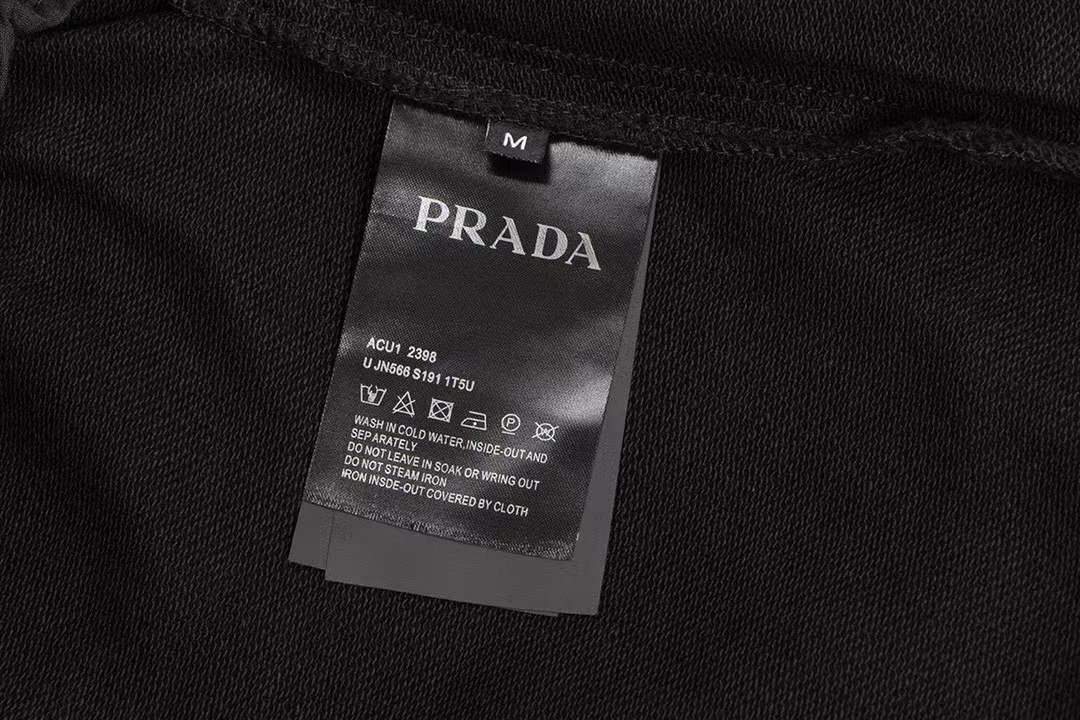 M
PRADA
ACU1 2398
U JN566 S191 1T5U
P
W
WASH IN COLD WATER,INSIDE-OUT AND
SEP ARATELY
DO NOT LEAVE IN SOAK OR WRING OUT
DO NOT STEAM IRON
IRON INSDE-OUT COVERED BY CLOTH